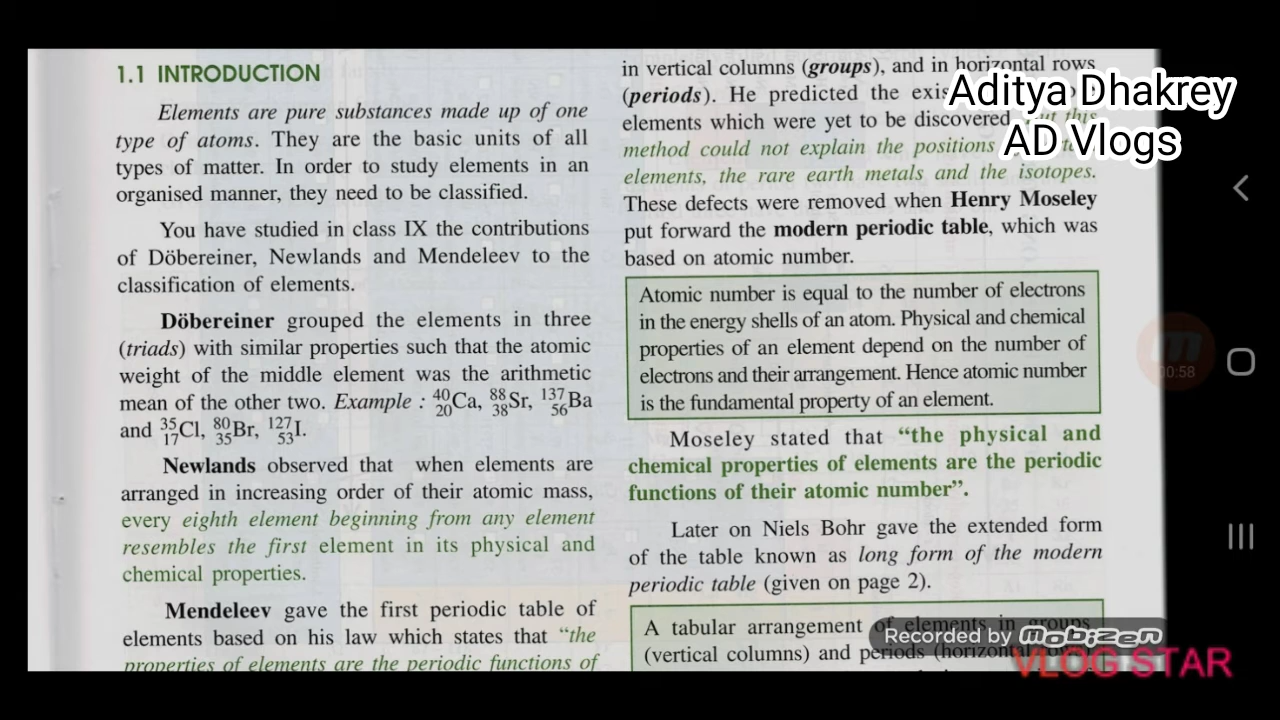 1.1 INTRODUCTION
Elements are pure substances made up of one
type of atoms. They are the basic units of all
types of matter. In order to study elements in an
organised manner, they need to be classified.
You have studied in class IX the contributions
of Döbereiner, Newlands and Mendeleev to the
classification of elements.
Döbereiner grouped the elements in three
(triads) with similar properties such that the atomic
weight of the middle element was the arithmetic
mean of the other two. Example : ⁴⁰₂₀Ca, ⁸⁸₃₈Sr, ¹³⁷₅₆Ba
and ³⁵₁₇Cl, ⁸⁰₃₅Br, ¹²⁷₅₃I.
Newlands observed that when elements are
arranged in increasing order of their atomic mass,
every eighth element beginning from any element
resembles the first element in its physical and
chemical properties.
Mendeleev gave the first periodic table of
elements based on his law which states that “the
properties of elements are the periodic functions of
in vertical columns (groups), and in horizontal rows
(periods). He predicted the
elements which were yet to be discovered this
method could not explain the positions
elements, the rare earth metals and the isotopes.
These defects were removed when Henry Moseley
put forward the modern periodic table, which was
based on atomic number.
Atomic number is equal to the number of electrons
in the energy shells of an atom. Physical and chemical
properties of an element depend on the number of
electrons and their arrangement. Hence atomic number
is the fundamental property of an element.
Moseley stated that “the physical and
chemical properties of elements are the periodic
functions of their atomic number”.
Later on Niels Bohr gave the extended form
of the table known as long form of the modern
periodic table (given on page 2).
A tabular arrangement of elements in groups
(vertical columns) and periods (horizontal
Aditya Dhakrey
AD Vlogs
00:58
Recorded by Mobizen
VLOG STAR